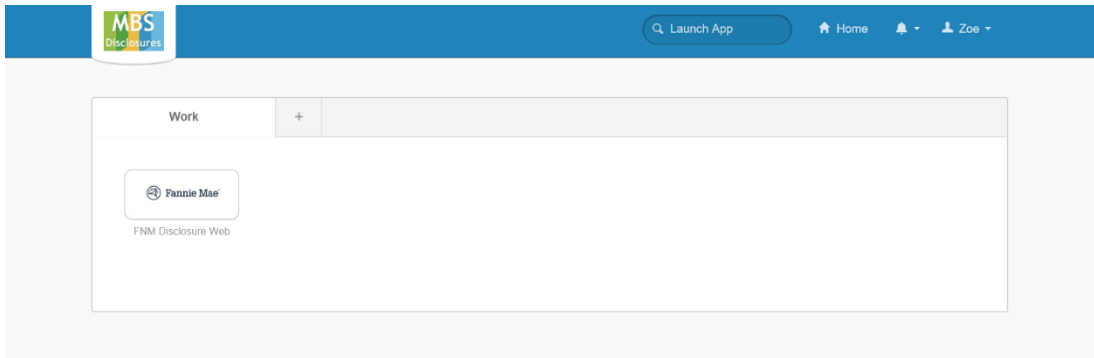 MBS
Disclosures
Launch App
Home
Zoe
Work
+
Fannie Mae
FNM Disclosure Web